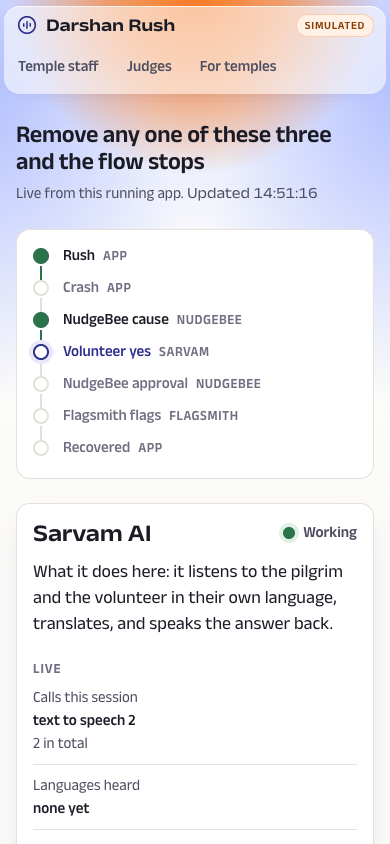 Darshan Rush
SIMULATED
Temple staff Judges For temples
Remove any one of these three
and the flow stops
Live from this running app. Updated 14:51:16
Rush APP
Crash APP
NudgeBee cause NUDGEBEE
Volunteer yes SARVAM
NudgeBee approval NUDGEBEE
Flagsmith flags FLAGSMITH
Recovered APP
Sarvam AI
Working
What it does here: it listens to the pilgrim
and the volunteer in their own language,
translates, and speaks the answer back.
LIVE
Calls this session
text to speech 2
2 in total
Languages heard
none yet